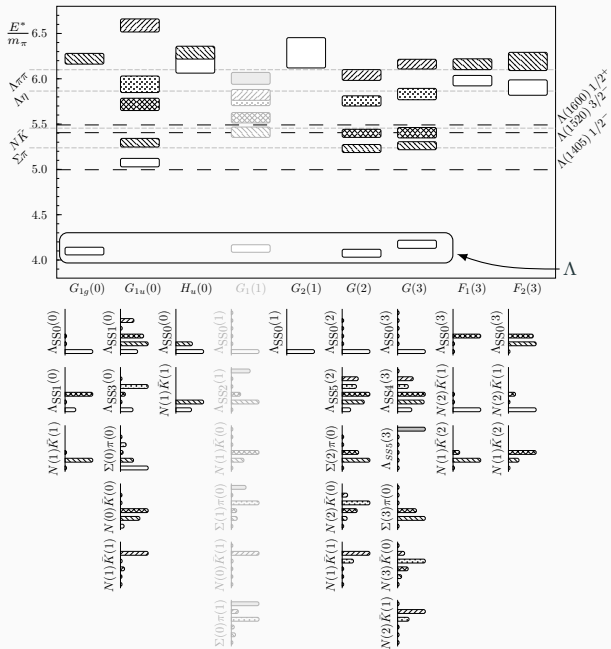 E*/mπ
6.5
6.0
5.5
5.0
4.5
4.0
Λππ
Λη
NK̄
Σπ
Λ(1600) 1/2⁺
Λ(1520) 3/2⁻
Λ(1405) 1/2⁻
Λ
G1g(0) G1u(0) Hu(0) G1(1) G2(1) G(2) G(3) F1(3) F2(3)
ΛSS0(0) ΛSS1(0) ΛSS0(0) ΛSS0(1) ΛSS0(1) ΛSS0(2) ΛSS0(3) ΛSS0(3) ΛSS0(3)
ΛSS1(0) ΛSS3(0) N(1)K̄(1) ΛSS2(1) ΛSS5(2) ΛSS4(3) N(2)K̄(1) N(2)K̄(1)
N(1)K̄(1) Σ(0)π(0) N(1)K̄(0) Σ(2)π(0) ΛSS5(3) N(1)K̄(2) N(1)K̄(2)
N(0)K̄(0) Σ(1)π(0) N(2)K̄(0) Σ(3)π(0)
N(1)K̄(1) N(0)K̄(1) N(1)K̄(1) N(3)K̄(0)
Σ(0)π(1) N(2)K̄(1)